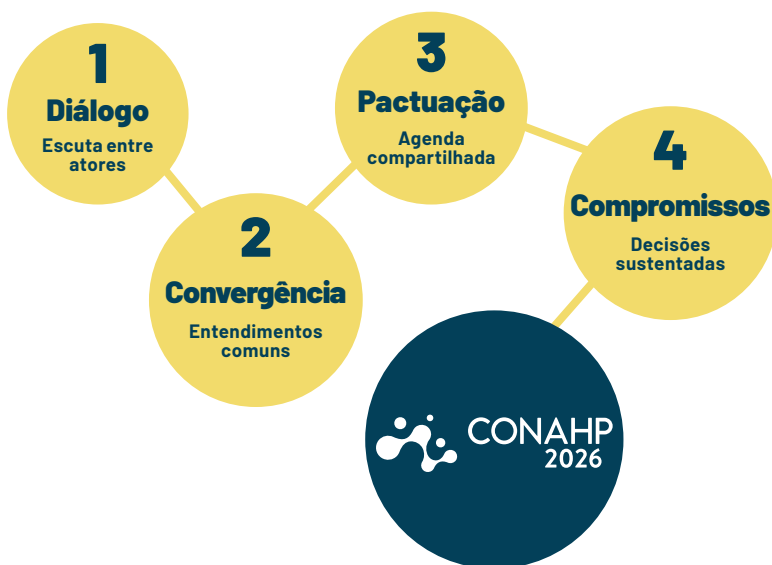 1
Diálogo
Escuta entre
atores
2
Convergência
Entendimentos
comuns
3
Pactuação
Agenda
compartilhada
4
Compromissos
Decisões
sustentadas
CONAHP
2026